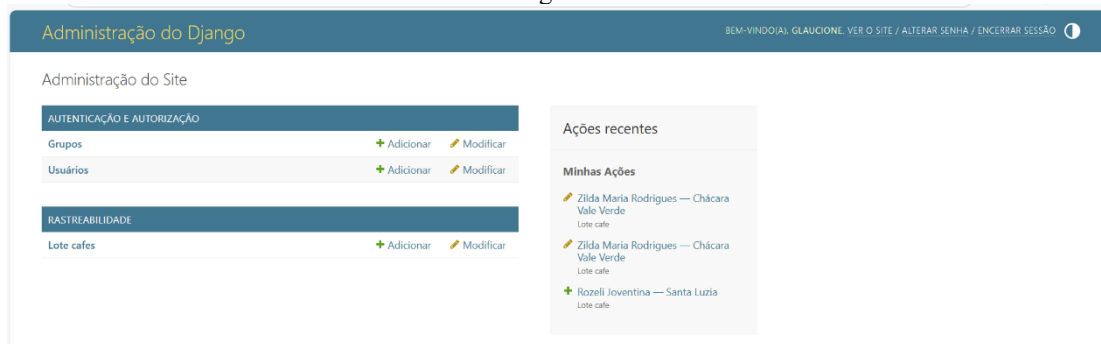 Administração do Django
BEM-VINDO(A), GLAUCIONE. VER O SITE / ALTERAR SENHA / ENCERRAR SESSÃO
Administração do Site
AUTENTICAÇÃO E AUTORIZAÇÃO
Grupos + Adicionar Modificar
Usuários + Adicionar Modificar
RASTREABILIDADE
Lote cafes + Adicionar Modificar
Ações recentes
Minhas Ações
Zilda Maria Rodrigues — Chácara
Vale Verde
Lote cafe
Zilda Maria Rodrigues — Chácara
Vale Verde
Lote cafe
+ Rozeli Joventina — Santa Luzia
Lote cafe